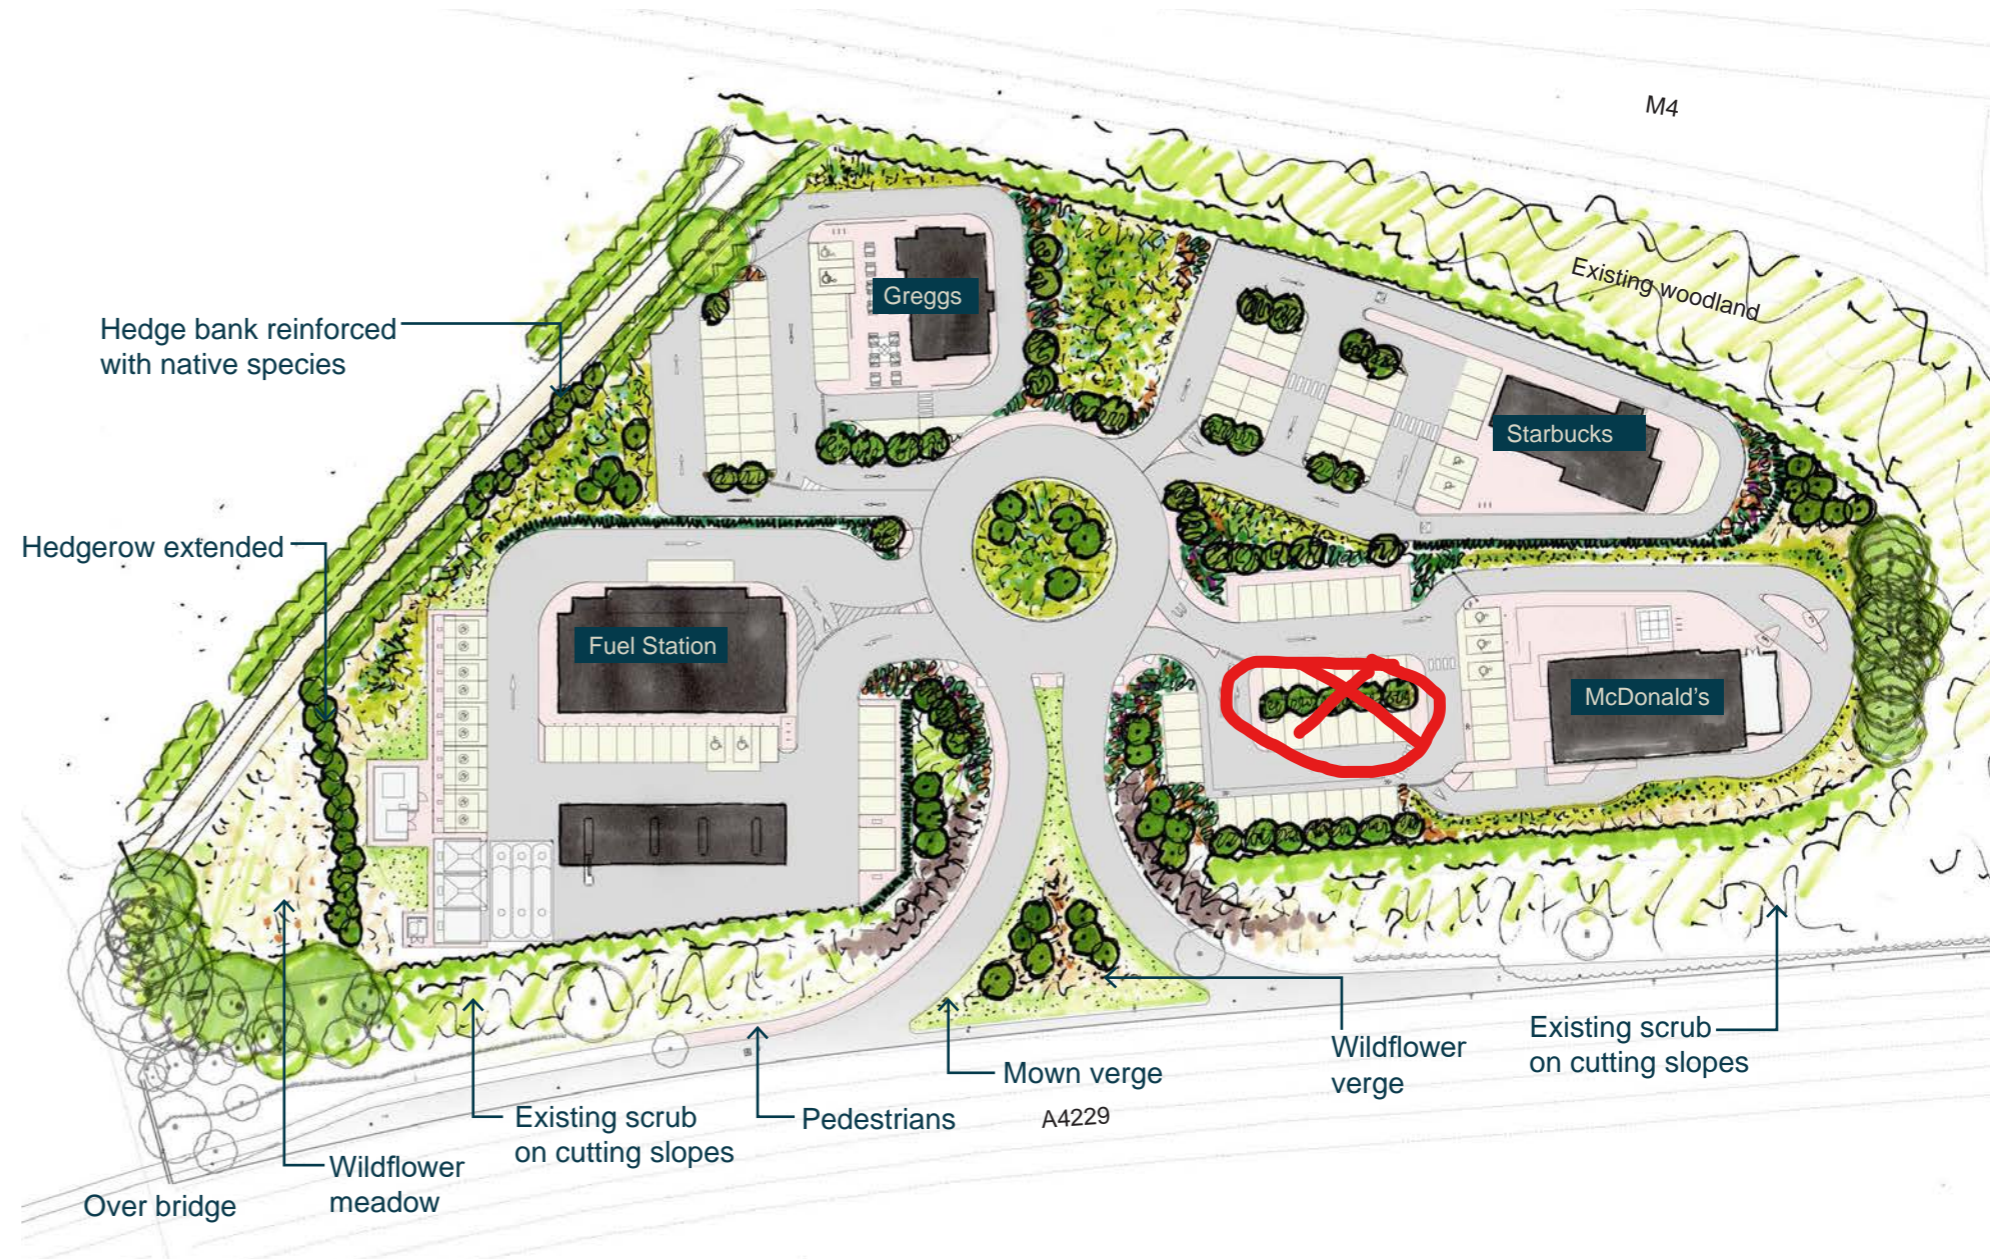 M4
Existing woodland
Greggs
Hedge bank reinforced
with native species
Starbucks
Hedgerow extended
Fuel Station
McDonald's
Existing scrub
on cutting slopes
Wildflower
verge
Mown verge
A4229
Pedestrians
Existing scrub
on cutting slopes
Wildflower
meadow
Over bridge